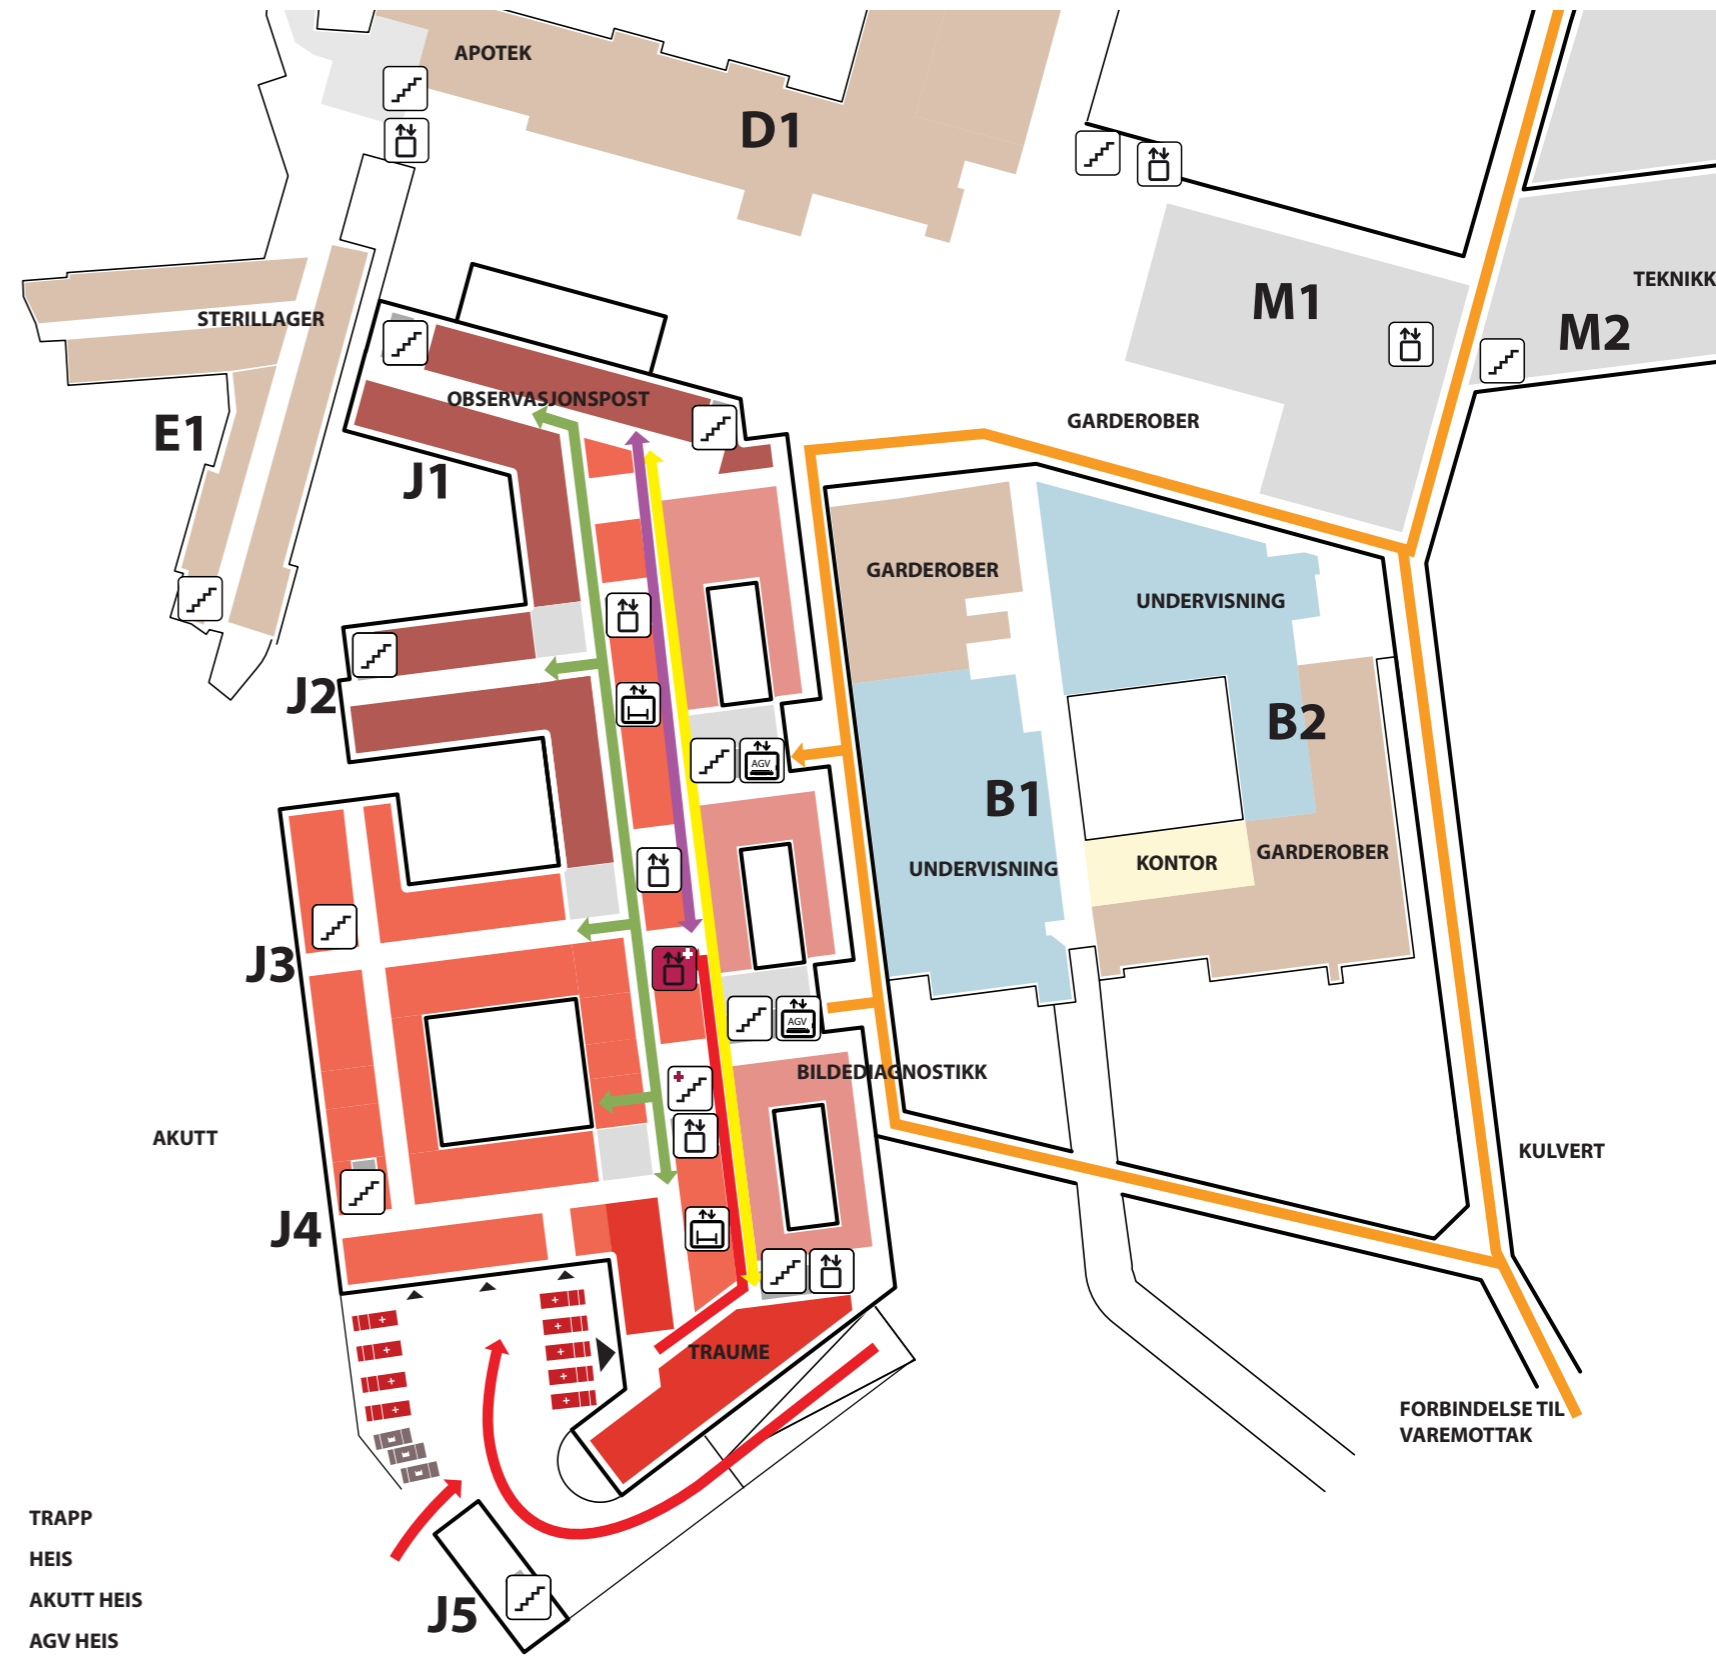 APOTEK
D1
TEKNIKK
M1
M2
STERILLAGER
OBSERVASJONSPOST
GARDEROBER
E1
J1
GARDEROBER
UNDERVISNING
J2
B2
AGV
B1
KONTOR
GARDEROBER
UNDERVISNING
J3
AGV
BILDEDIAGNOSTIKK
AKUTT
KULVERT
J4
TRAUME
FORBINDELSE TIL
VAREMOTTAK
J5
TRAPP
HEIS
AKUTT HEIS
AGV HEIS